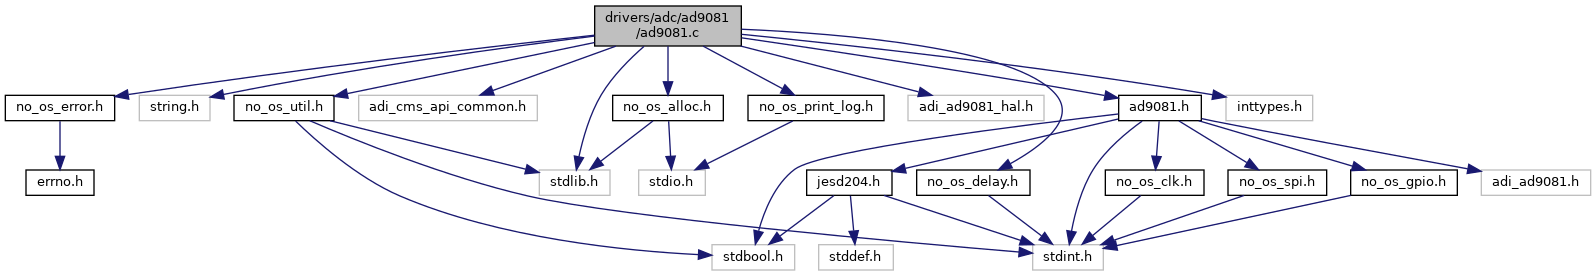 drivers/adc/ad9081
/ad9081.c
no_os_error.h
string.h
no_os_util.h
adi_cms_api_common.h
no_os_alloc.h
no_os_print_log.h
adi_ad9081_hal.h
ad9081.h
inttypes.h
errno.h
stdlib.h
stdio.h
jesd204.h
no_os_delay.h
no_os_clk.h
no_os_spi.h
no_os_gpio.h
adi_ad9081.h
stdbool.h
stddef.h
stdint.h